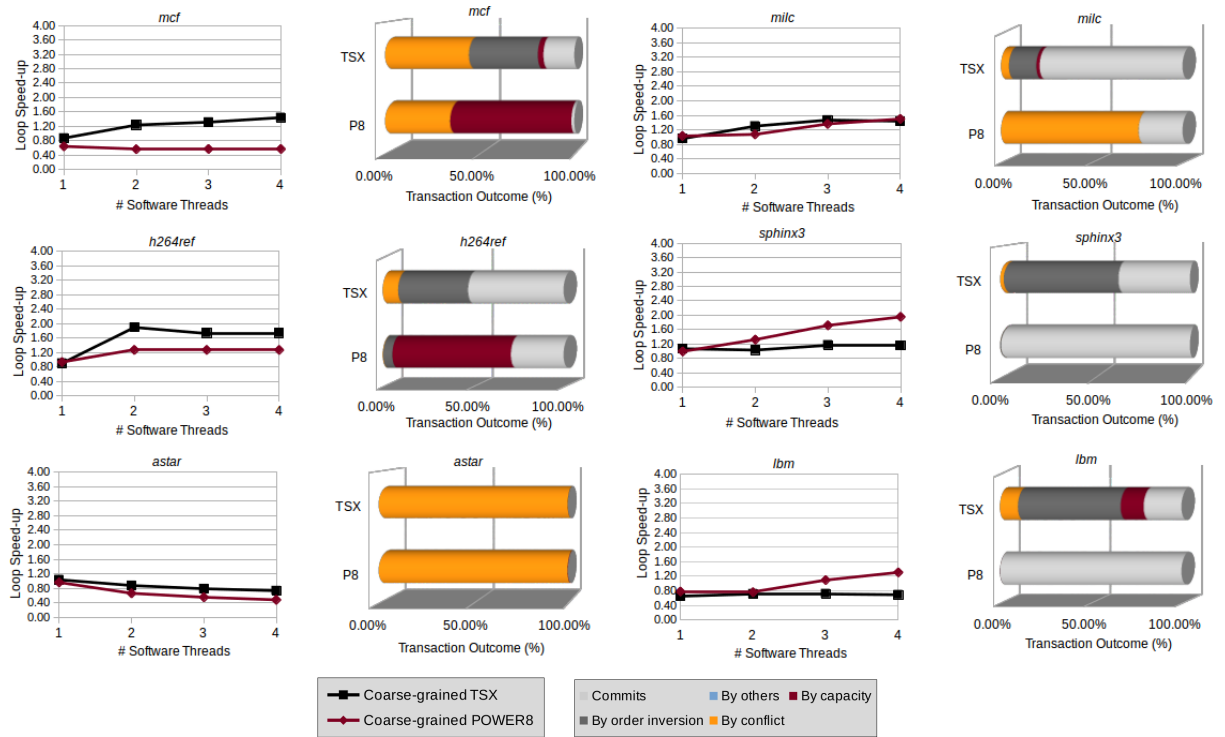 mcf
4.00
3.60
3.20
2.80
2.40
2.00
1.60
1.20
0.80
0.40
0.00
Loop Speed-up
1 2 3 4
# Software Threads
mcf
TSX
P8
0.00% 50.00% 100.00%
Transaction Outcome (%)
milc
4.00
3.60
3.20
2.80
2.40
2.00
1.60
1.20
0.80
0.40
0.00
Loop Speed-up
1 2 3 4
# Software Threads
milc
TSX
P8
0.00% 50.00% 100.00%
Transaction Outcome (%)
h264ref
4.00
3.60
3.20
2.80
2.40
2.00
1.60
1.20
0.80
0.40
0.00
Loop Speed-up
1 2 3 4
# Software Threads
h264ref
TSX
P8
0.00% 50.00% 100.00%
Transaction Outcome (%)
sphinx3
4.00
3.60
3.20
2.80
2.40
2.00
1.60
1.20
0.80
0.40
0.00
Loop Speed-up
1 2 3 4
# Software Threads
sphinx3
TSX
P8
0.00% 50.00% 100.00%
Transaction Outcome (%)
astar
4.00
3.60
3.20
2.80
2.40
2.00
1.60
1.20
0.80
0.40
0.00
Loop Speed-up
1 2 3 4
# Software Threads
astar
TSX
P8
0.00% 50.00% 100.00%
Transaction Outcome (%)
lbm
4.00
3.60
3.20
2.80
2.40
2.00
1.60
1.20
0.80
0.40
0.00
Loop Speed-up
1 2 3 4
# Software Threads
lbm
TSX
P8
0.00% 50.00% 100.00%
Transaction Outcome (%)
Coarse-grained TSX
Coarse-grained POWER8
Commits By others By capacity
By order inversion By conflict